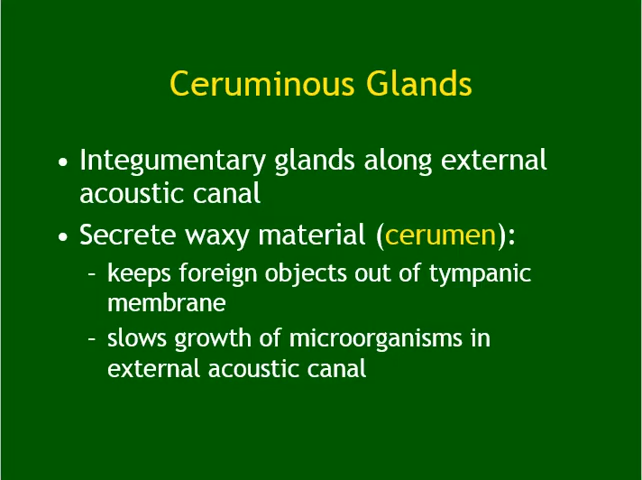 Ceruminous Glands
• Integumentary glands along external
acoustic canal
• Secrete waxy material (cerumen):
– keeps foreign objects out of tympanic
membrane
– slows growth of microorganisms in
external acoustic canal